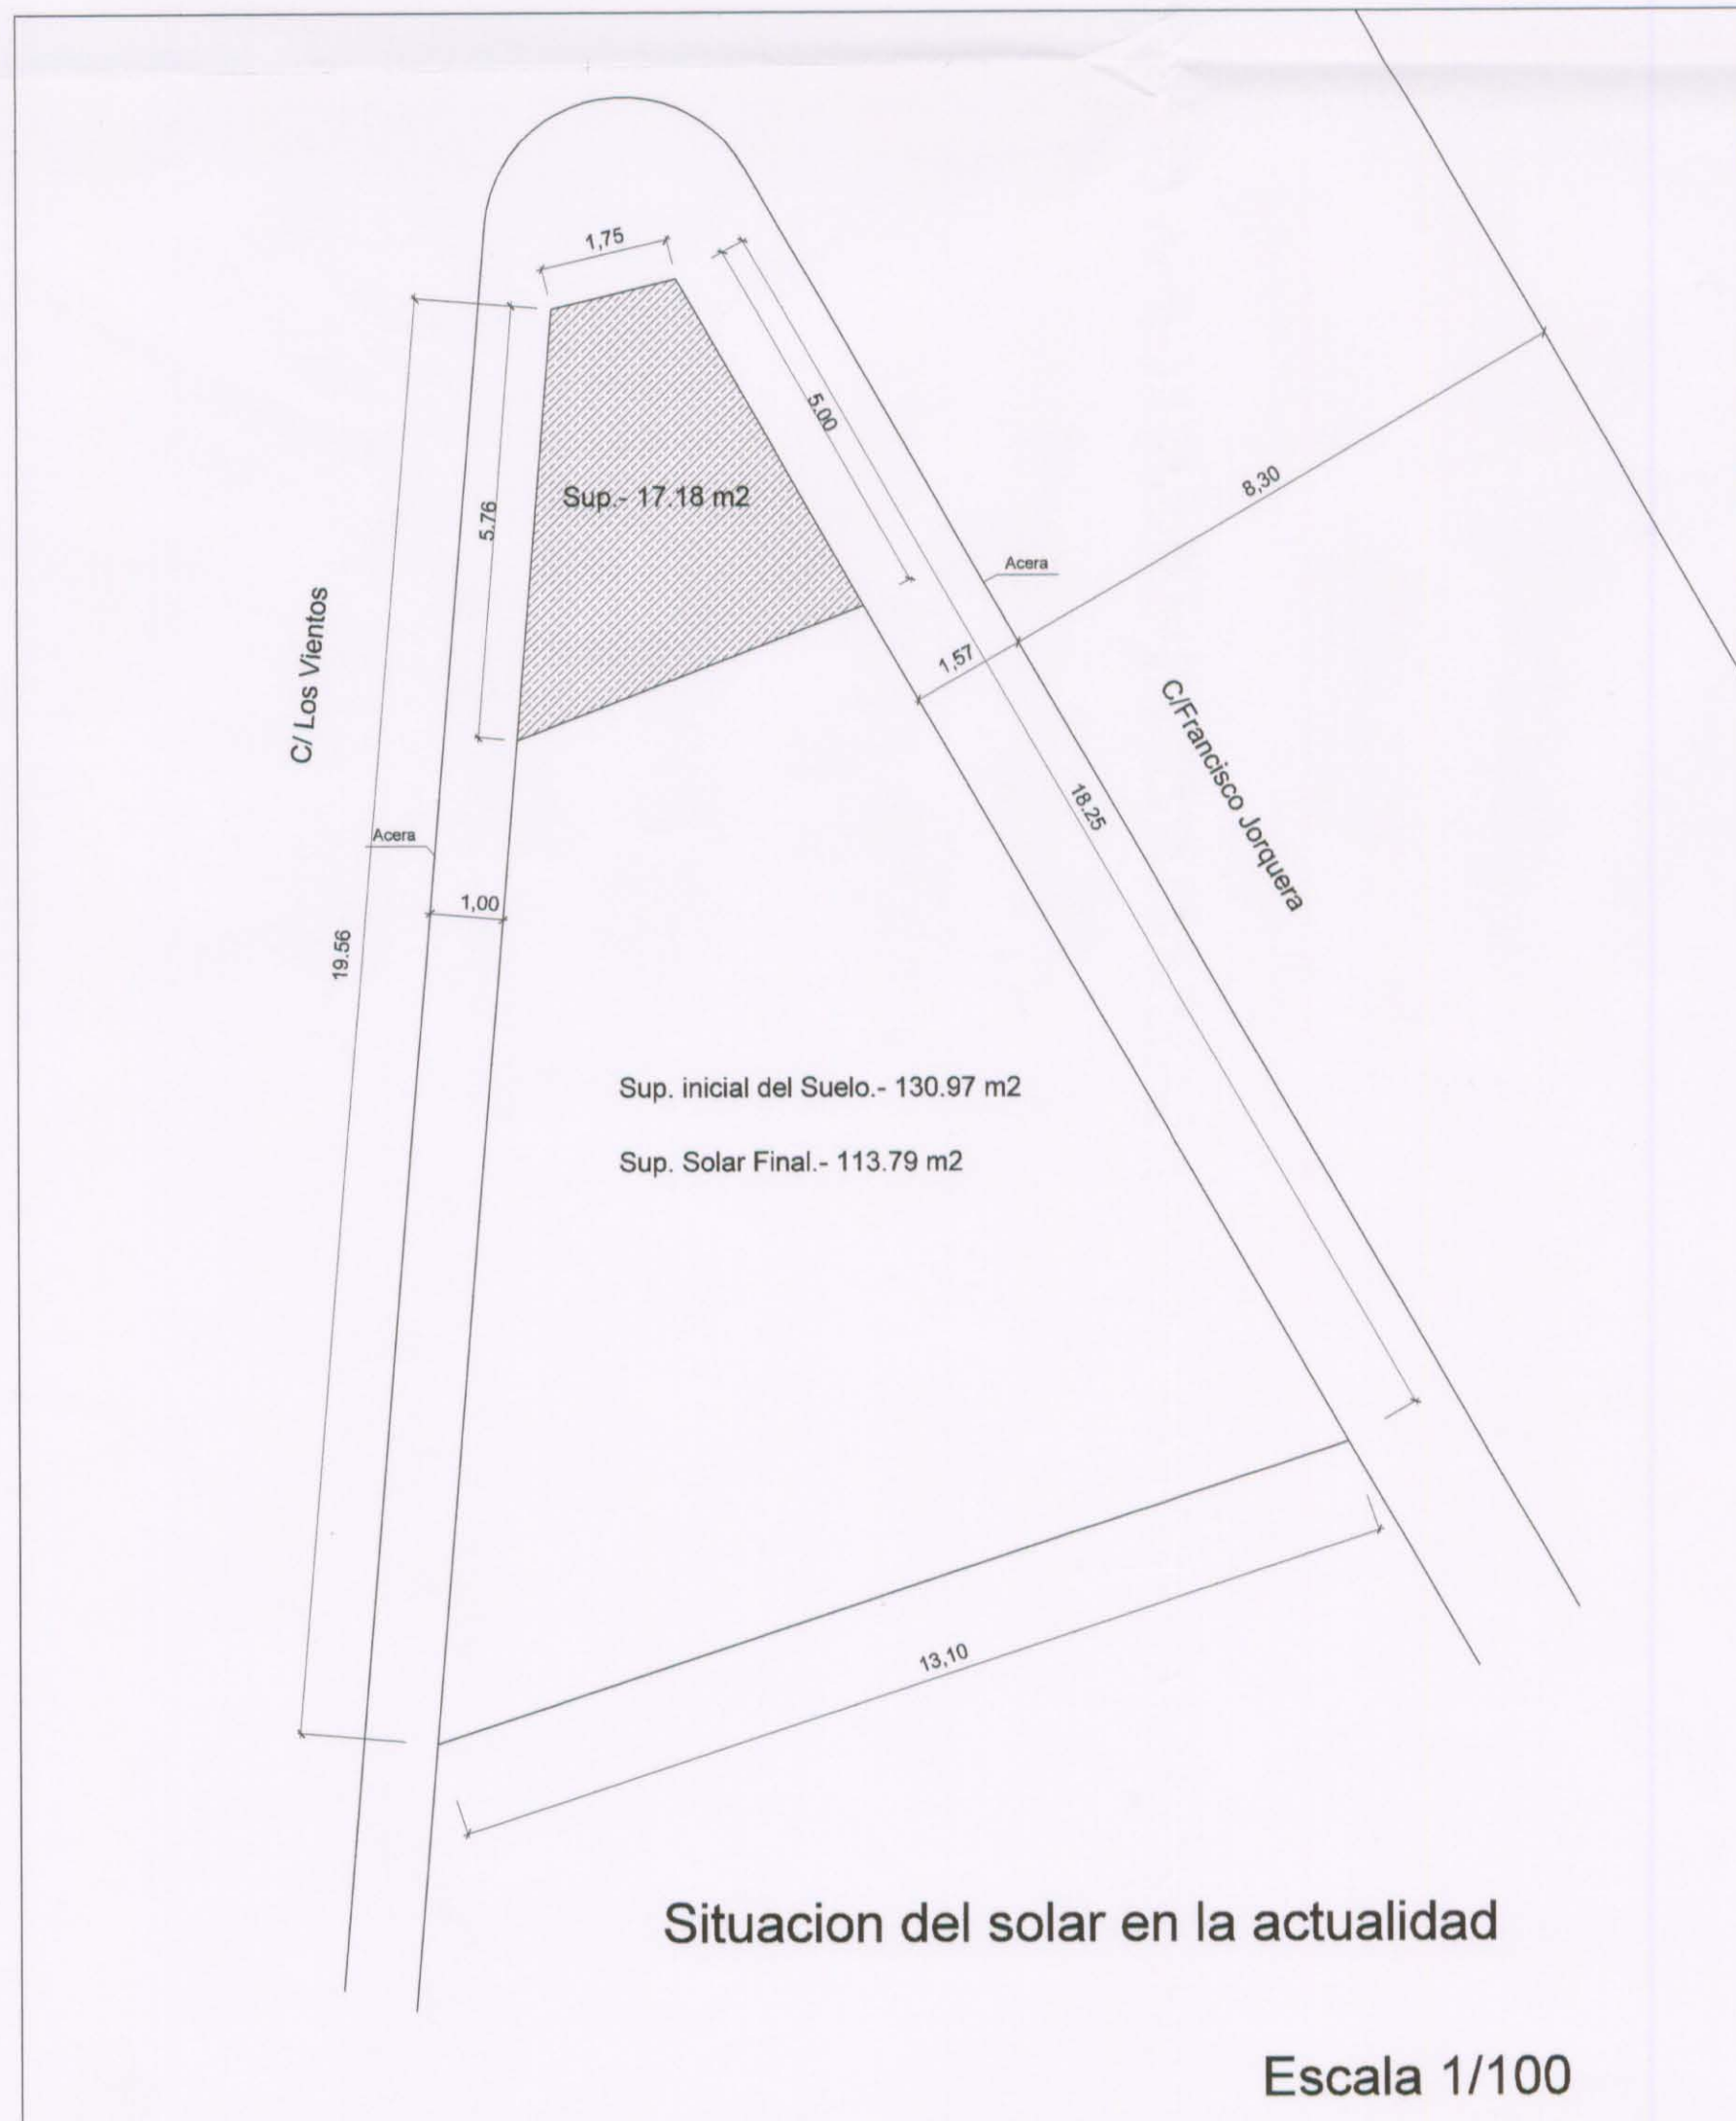 1,75
5.00
8,30
Sup.- 17.18 m2
5.76
Acera
C/ Los Vientos
1,57
C/Francisco Jorquera
18.25
Acera
1,00
19.56
Sup. inicial del Suelo.- 130.97 m2
Sup. Solar Final.- 113.79 m2
13,10
Situacion del solar en la actualidad
Escala 1/100